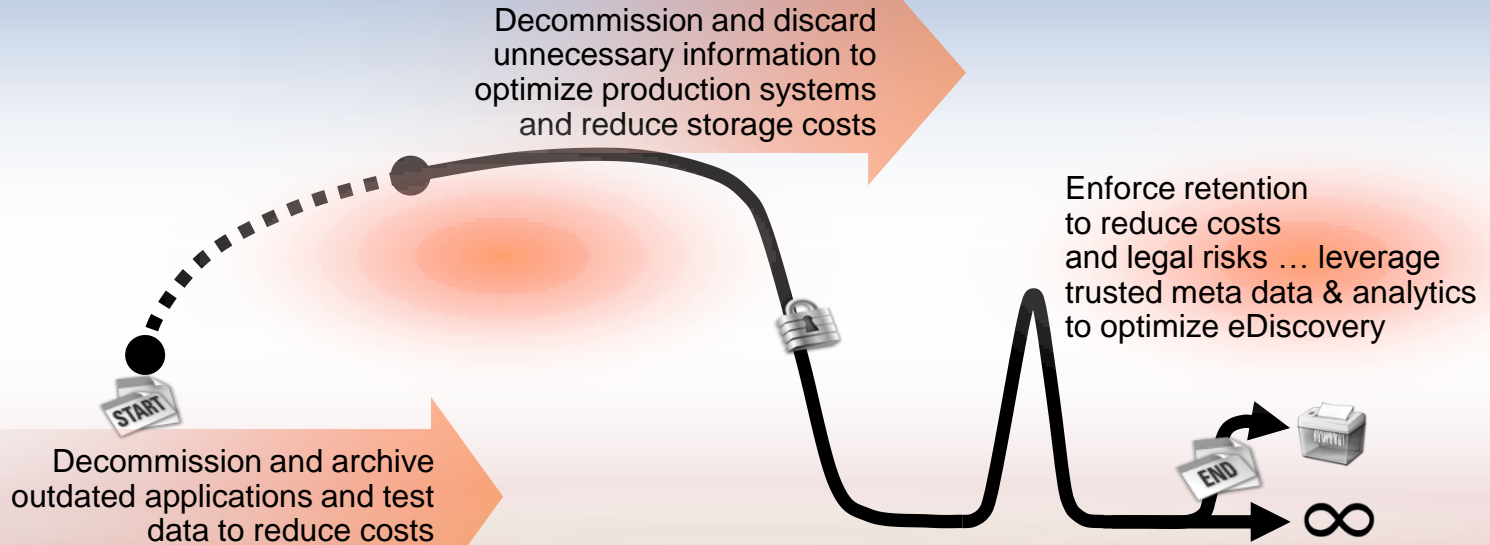 Decommission and discard
unnecessary information to
optimize production systems
and reduce storage costs
Enforce retention
to reduce costs
and legal risks … leverage
trusted meta data & analytics
to optimize eDiscovery
START
Decommission and archive
outdated applications and test
data to reduce costs
END
∞